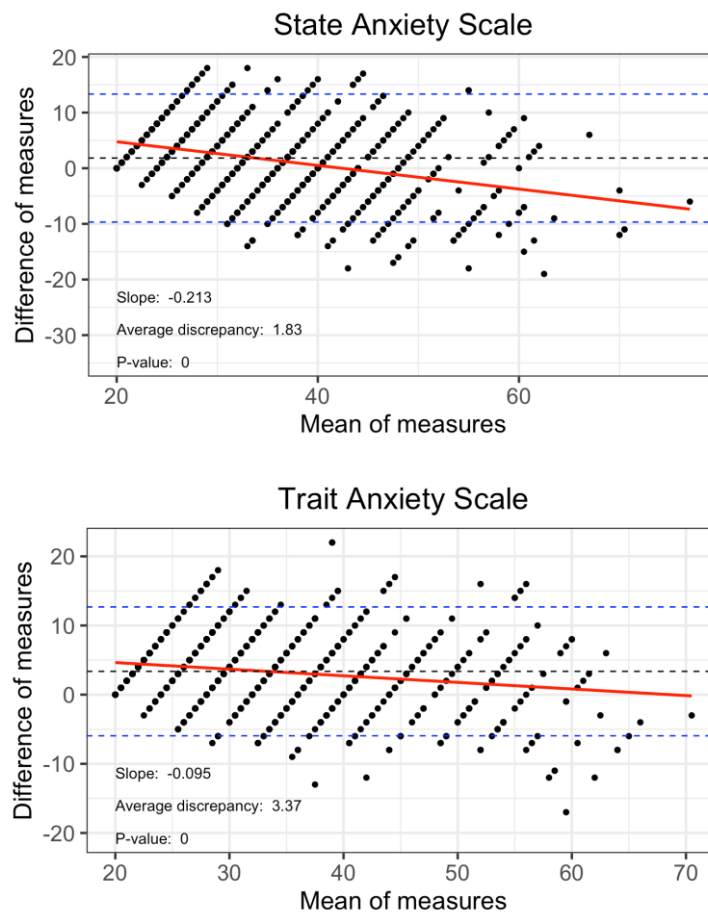 State Anxiety Scale
20
10
0
-10
-20
-30
Difference of measures
Slope:  -0.213
Average discrepancy:  1.83
P-value:  0
20 40 60
Mean of measures
Trait Anxiety Scale
20
10
0
-10
-20
Difference of measures
Slope:  -0.095
Average discrepancy:  3.37
P-value:  0
20 30 40 50 60 70
Mean of measures